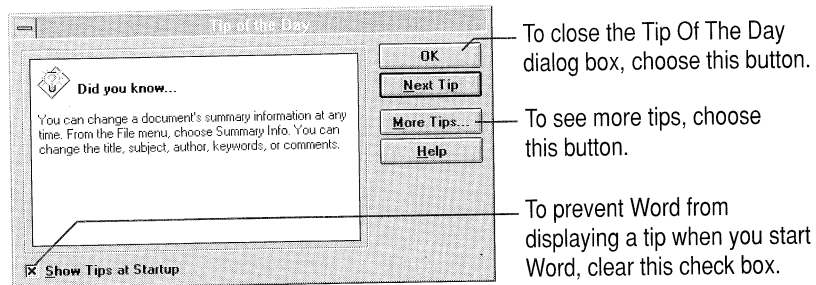 Tip of the Day
OK
Next Tip
More Tips...
Help
Did you know...
You can change a document's summary information at any
time. From the File menu, choose Summary Info. You can
change the title, subject, author, keywords, or comments.
Show Tips at Startup
To close the Tip Of The Day
dialog box, choose this button.
To see more tips, choose
this button.
To prevent Word from
displaying a tip when you start
Word, clear this check box.